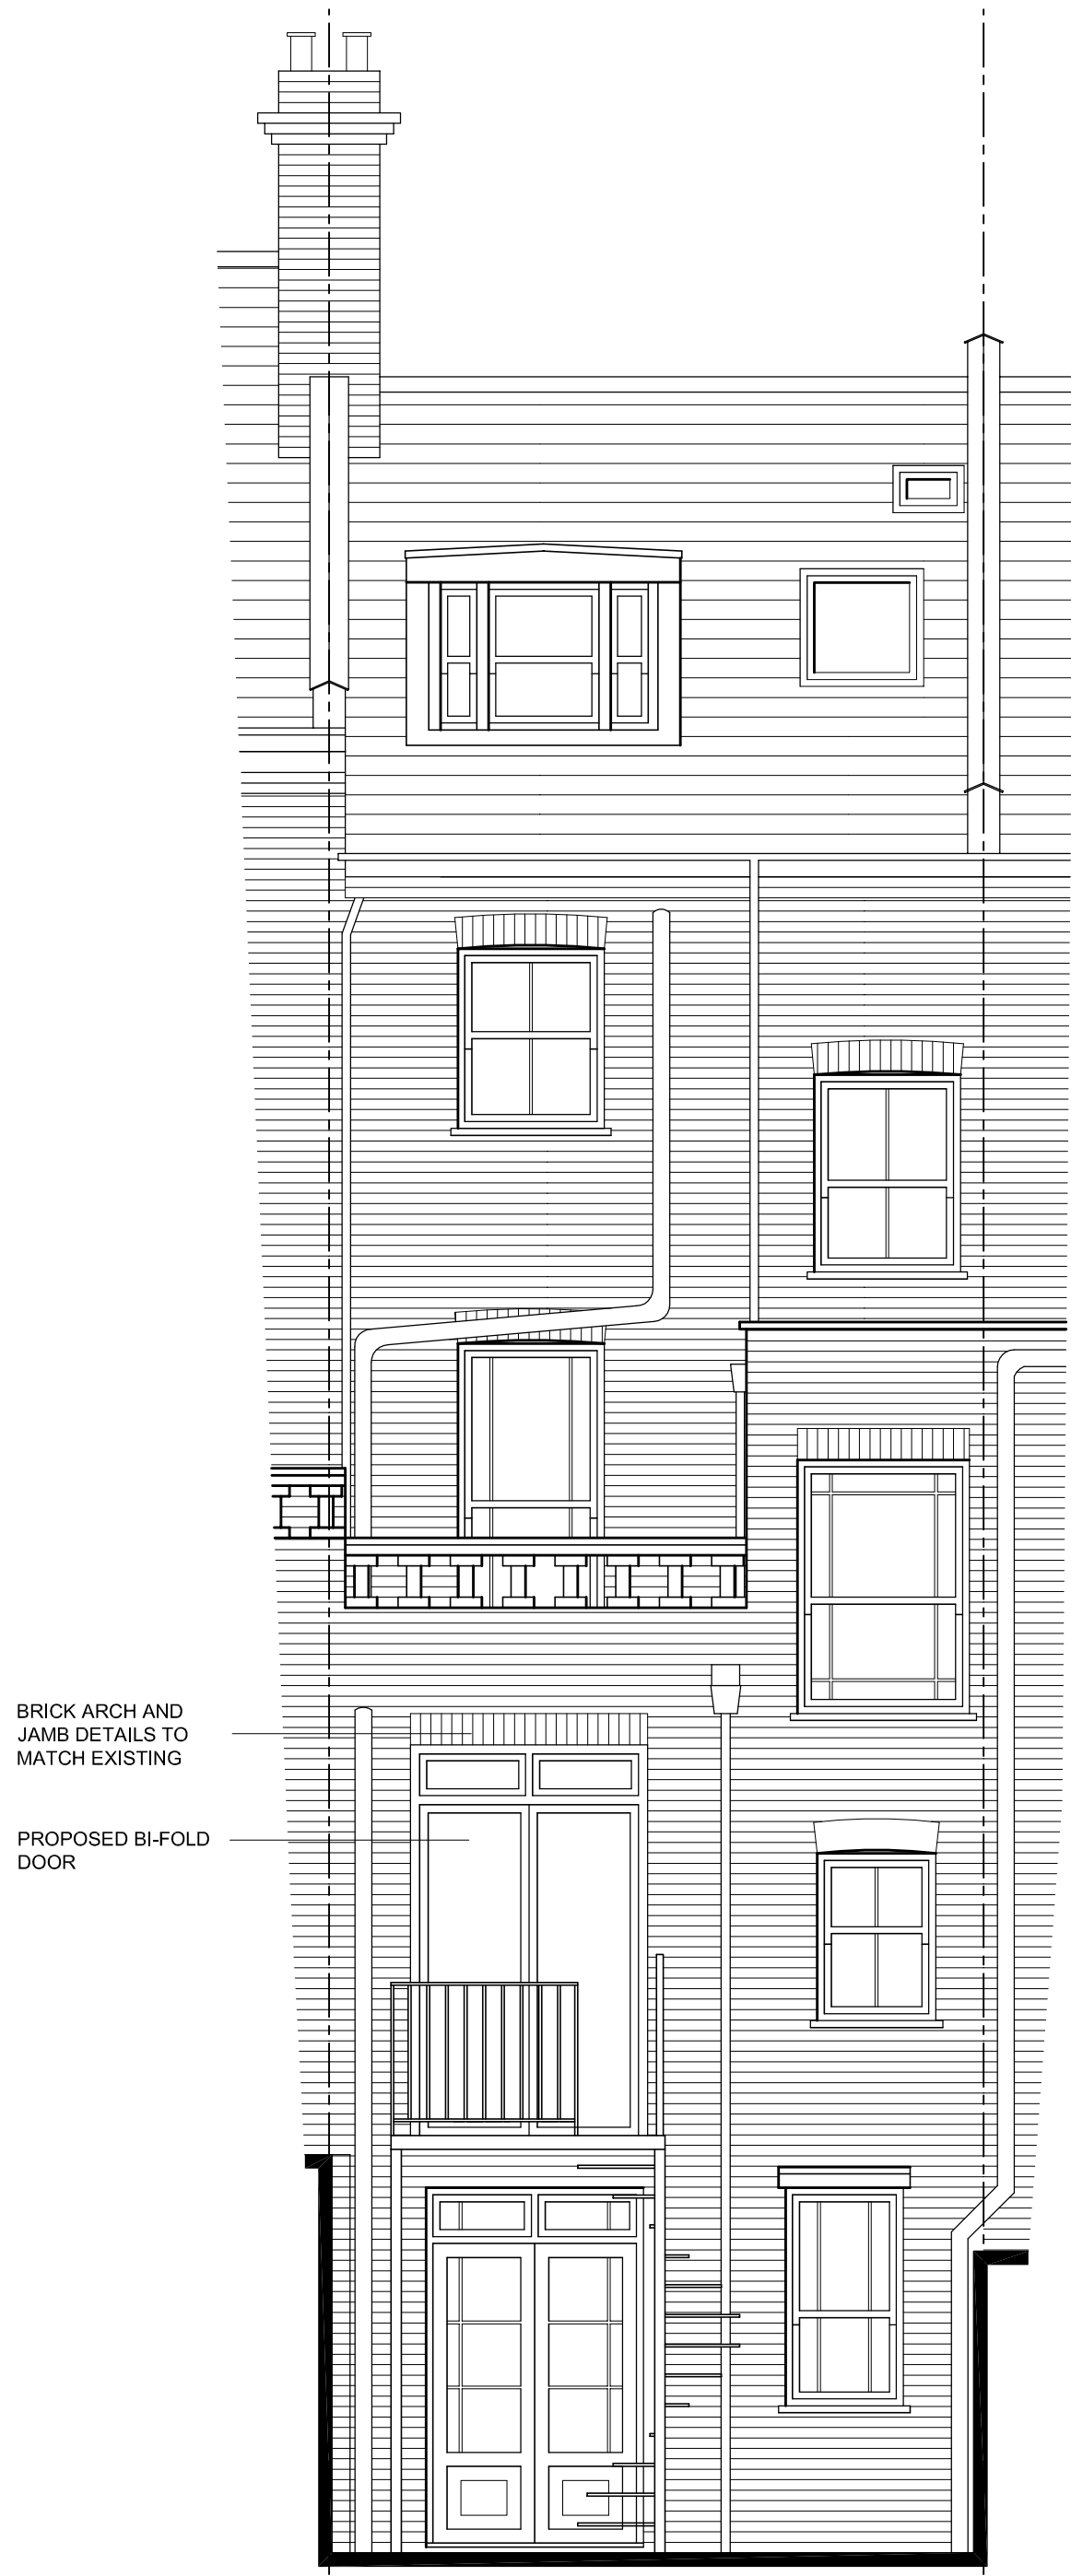 BRICK ARCH AND
JAMB DETAILS TO
MATCH EXISTING
PROPOSED BI-FOLD
DOOR